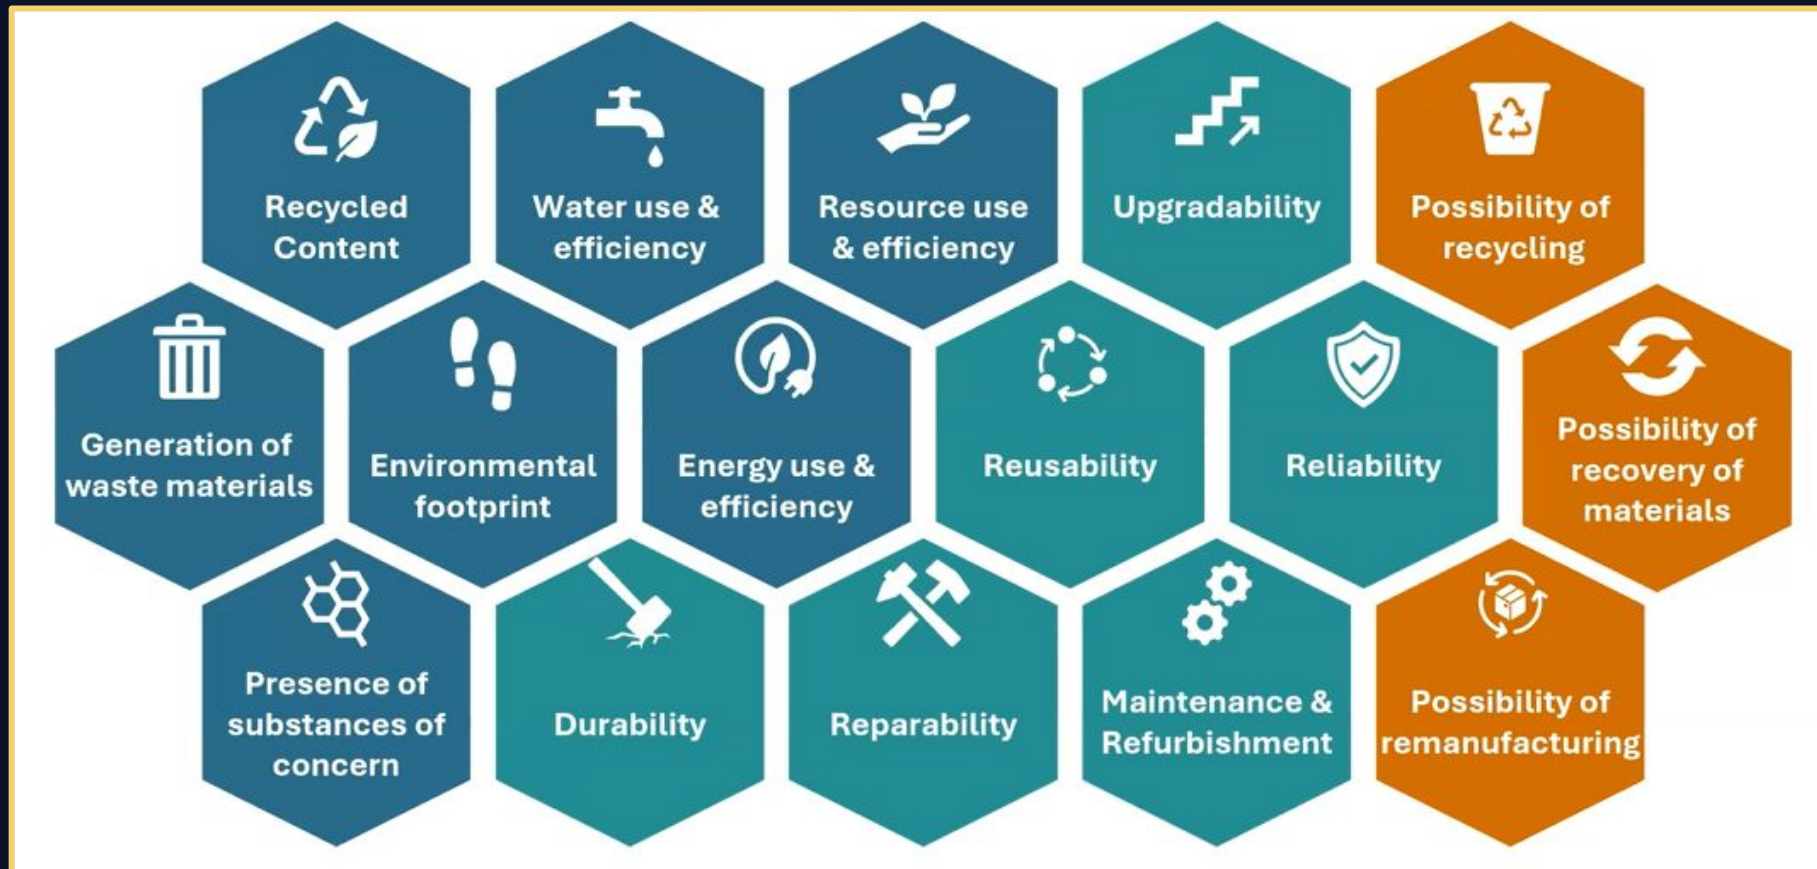 Recycled
Content
Water use &
efficiency
Resource use
& efficiency
Upgradability
Possibility of
recycling
Generation of
waste materials
Environmental
footprint
Energy use &
efficiency
Reusability
Reliability
Possibility of
recovery of
materials
Presence of
substances of
concern
Durability
Reparability
Maintenance &
Refurbishment
Possibility of
remanufacturing